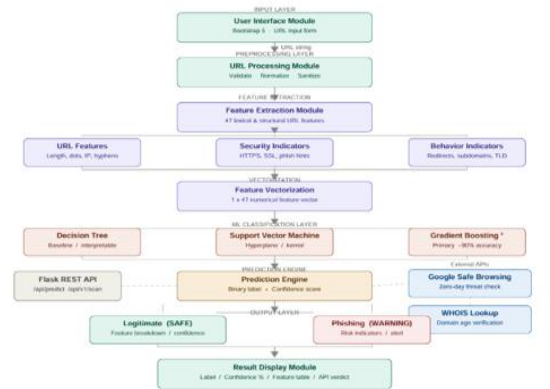 INPUT LAYER
User Interface Module
Bootstrap 5 · URL input form
URL string
PREPROCESSING LAYER
URL Processing Module
Validate Normalize Sanitize
FEATURE EXTRACTION
Feature Extraction Module
47 lexical & structural URL features
URL Features
Length, dots, IP, hyphens
Security Indicators
HTTPS, SSL, phish hints
Behavior Indicators
Redirects, subdomains, TLD
VECTORIZATION
Feature Vectorization
1 x 47 numerical feature vector
ML CLASSIFICATION LAYER
Decision Tree
Baseline / interpretable
Support Vector Machine
Hyperplane / kernel
Gradient Boosting *
Primary ~90% accuracy
External APIs
PREDICTION ENGINE
Flask REST API
/api/predict /api/v1/scan
Prediction Engine
Binary label + Confidence score
Google Safe Browsing
Zero-day threat check
OUTPUT LAYER
WHOIS Lookup
Domain age verification
Legitimate (SAFE)
Feature breakdown / confidence
Phishing (WARNING)
Risk indicators / alert
Result Display Module
Label / Confidence % / Feature table / API verdict